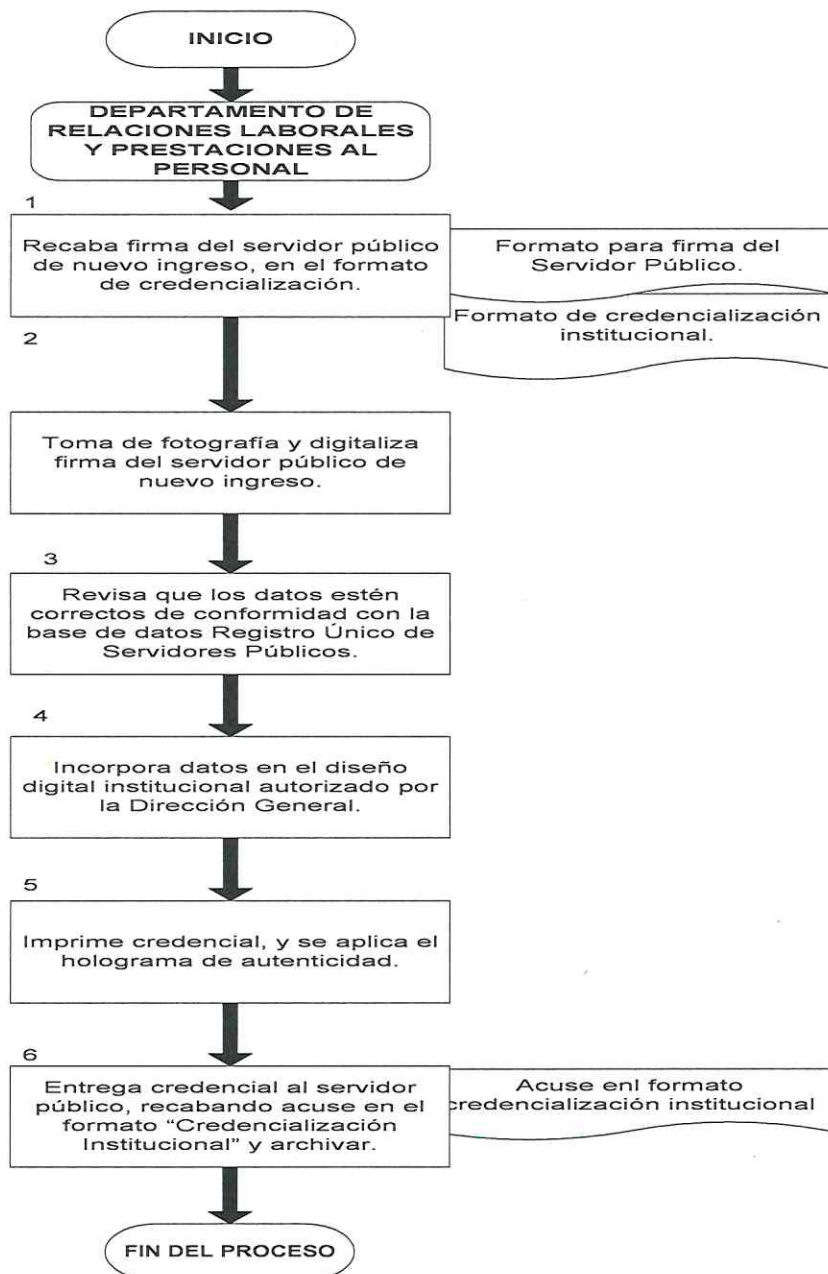 INICIO
DEPARTAMENTO DE
RELACIONES LABORALES
Y PRESTACIONES AL
PERSONAL
1
Recaba firma del servidor público
de nuevo ingreso, en el formato
de credencialización.
Formato para firma del
Servidor Público.
Formato de credencialización
institucional.
2
Toma de fotografía y digitaliza
firma del servidor público de
nuevo ingreso.
3
Revisa que los datos estén
correctos de conformidad con la
base de datos Registro Único de
Servidores Públicos.
4
Incorpora datos en el diseño
digital institucional autorizado por
la Dirección General.
5
Imprime credencial, y se aplica el
holograma de autenticidad.
6
Entrega credencial al servidor
público, recabando acuse en el
formato “Credencialización
Institucional” y archivar.
Acuse enl formato
credencialización institucional
FIN DEL PROCESO